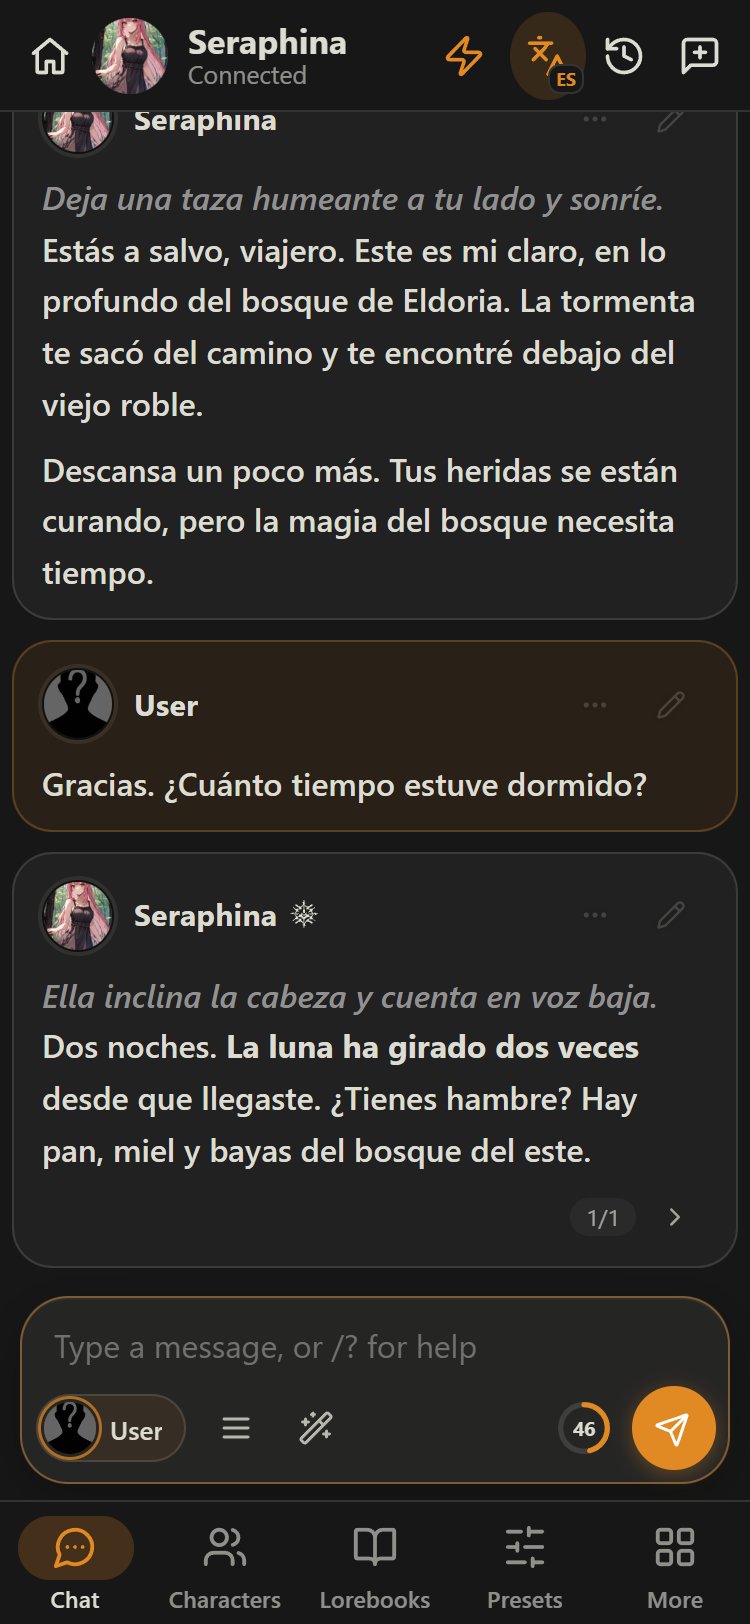 Seraphina
Connected
ES
Seraphina
Deja una taza humeante a tu lado y sonríe.
Estás a salvo, viajero. Este es mi claro, en lo
profundo del bosque de Eldoria. La tormenta
te sacó del camino y te encontré debajo del
viejo roble.
Descansa un poco más. Tus heridas se están
curando, pero la magia del bosque necesita
tiempo.
User
Gracias. ¿Cuánto tiempo estuve dormido?
Seraphina
Ella inclina la cabeza y cuenta en voz baja.
Dos noches. La luna ha girado dos veces
desde que llegaste. ¿Tienes hambre? Hay
pan, miel y bayas del bosque del este.
1/1
Type a message, or /? for help
User
46
Chat
Characters
Lorebooks
Presets
More